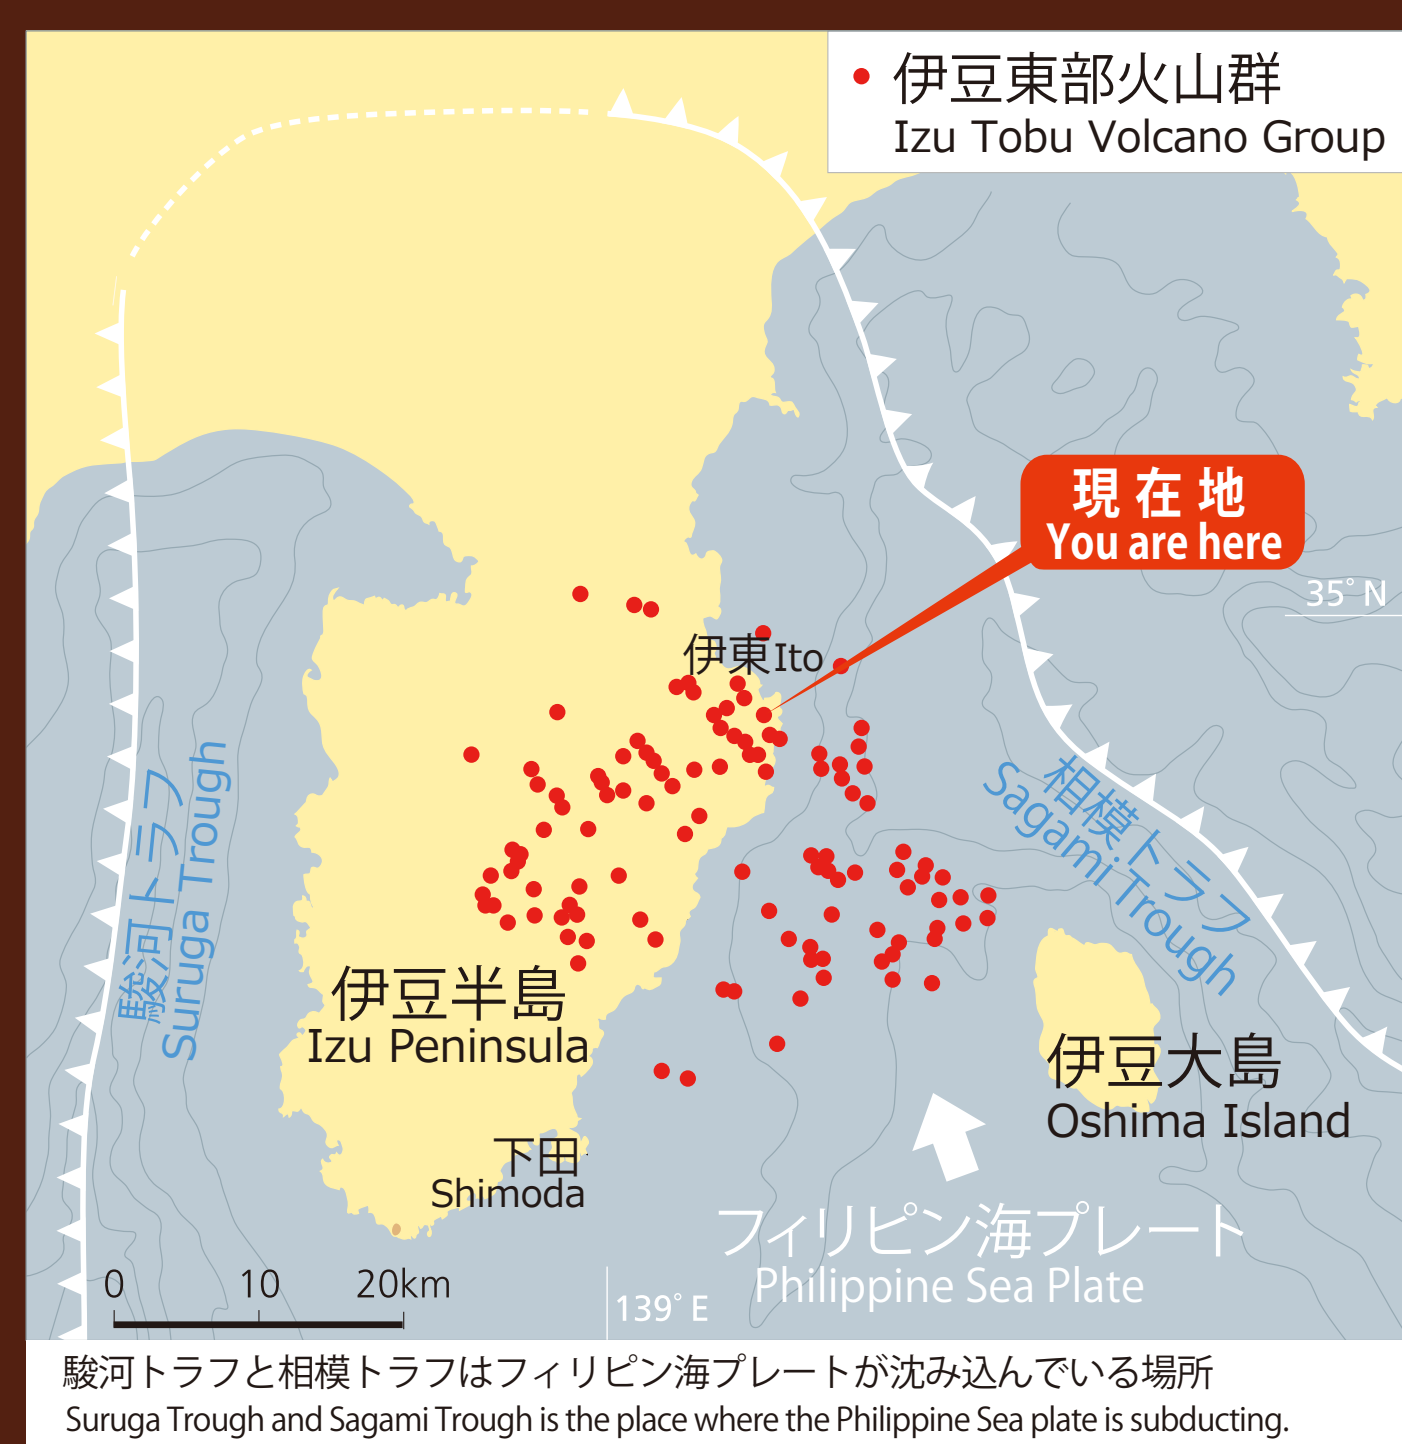 伊豆東部火山群
Izu Tobu Volcano Group
現在地
You are here
35° N
伊東Ito
相模トラフ
Sagami Trough
駿河トラフ
Suruga Trough
伊豆半島
Izu Peninsula
伊豆大島
Oshima Island
下田
Shimoda
フィリピン海プレート
Philippine Sea Plate
0 10 20km
139° E
駿河トラフと相模トラフはフィリピン海プレートが沈み込んでいる場所
Suruga Trough and Sagami Trough is the place where the Philippine Sea plate is subducting.